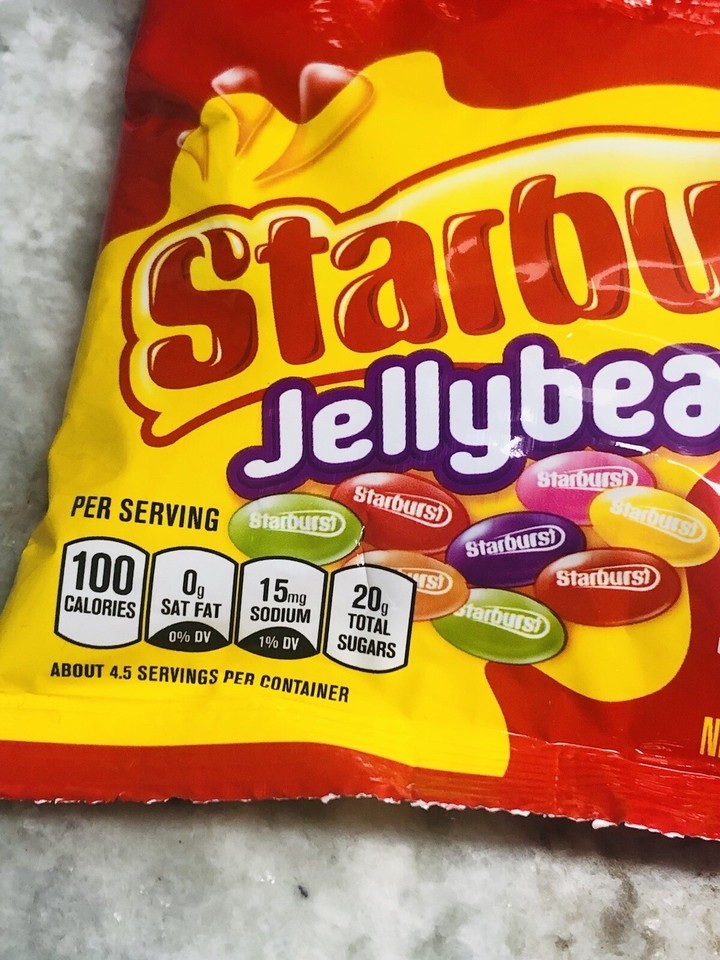 Starbu
Jellybea
Starburst
Starburst
Starburst
Starburst
Starburst
Starburst
Starburst
PER SERVING
100 CALORIES
0g SAT FAT 0% DV
15mg SODIUM 1% DV
20g TOTAL SUGARS
ABOUT 4.5 SERVINGS PER CONTAINER